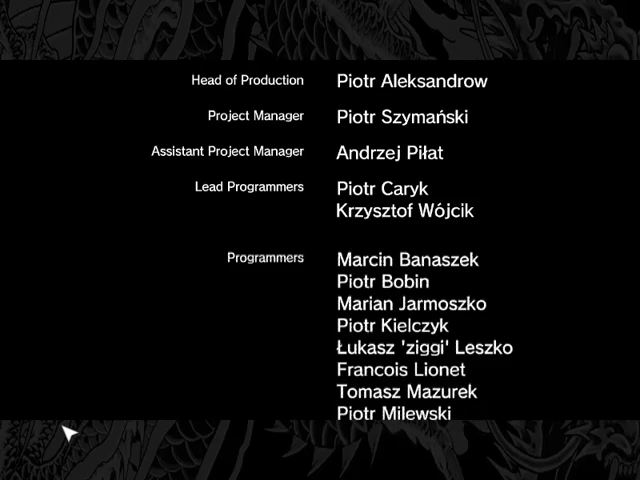 Head of Production Piotr Aleksandrow
Project Manager Piotr Szymański
Assistant Project Manager Andrzej Piłat
Lead Programmers Piotr Caryk
Krzysztof Wójcik
Programmers Marcin Banaszek
Piotr Bobin
Marian Jarmoszko
Piotr Kielczyk
Łukasz 'ziggi' Leszko
Francois Lionet
Tomasz Mazurek
Piotr Milewski